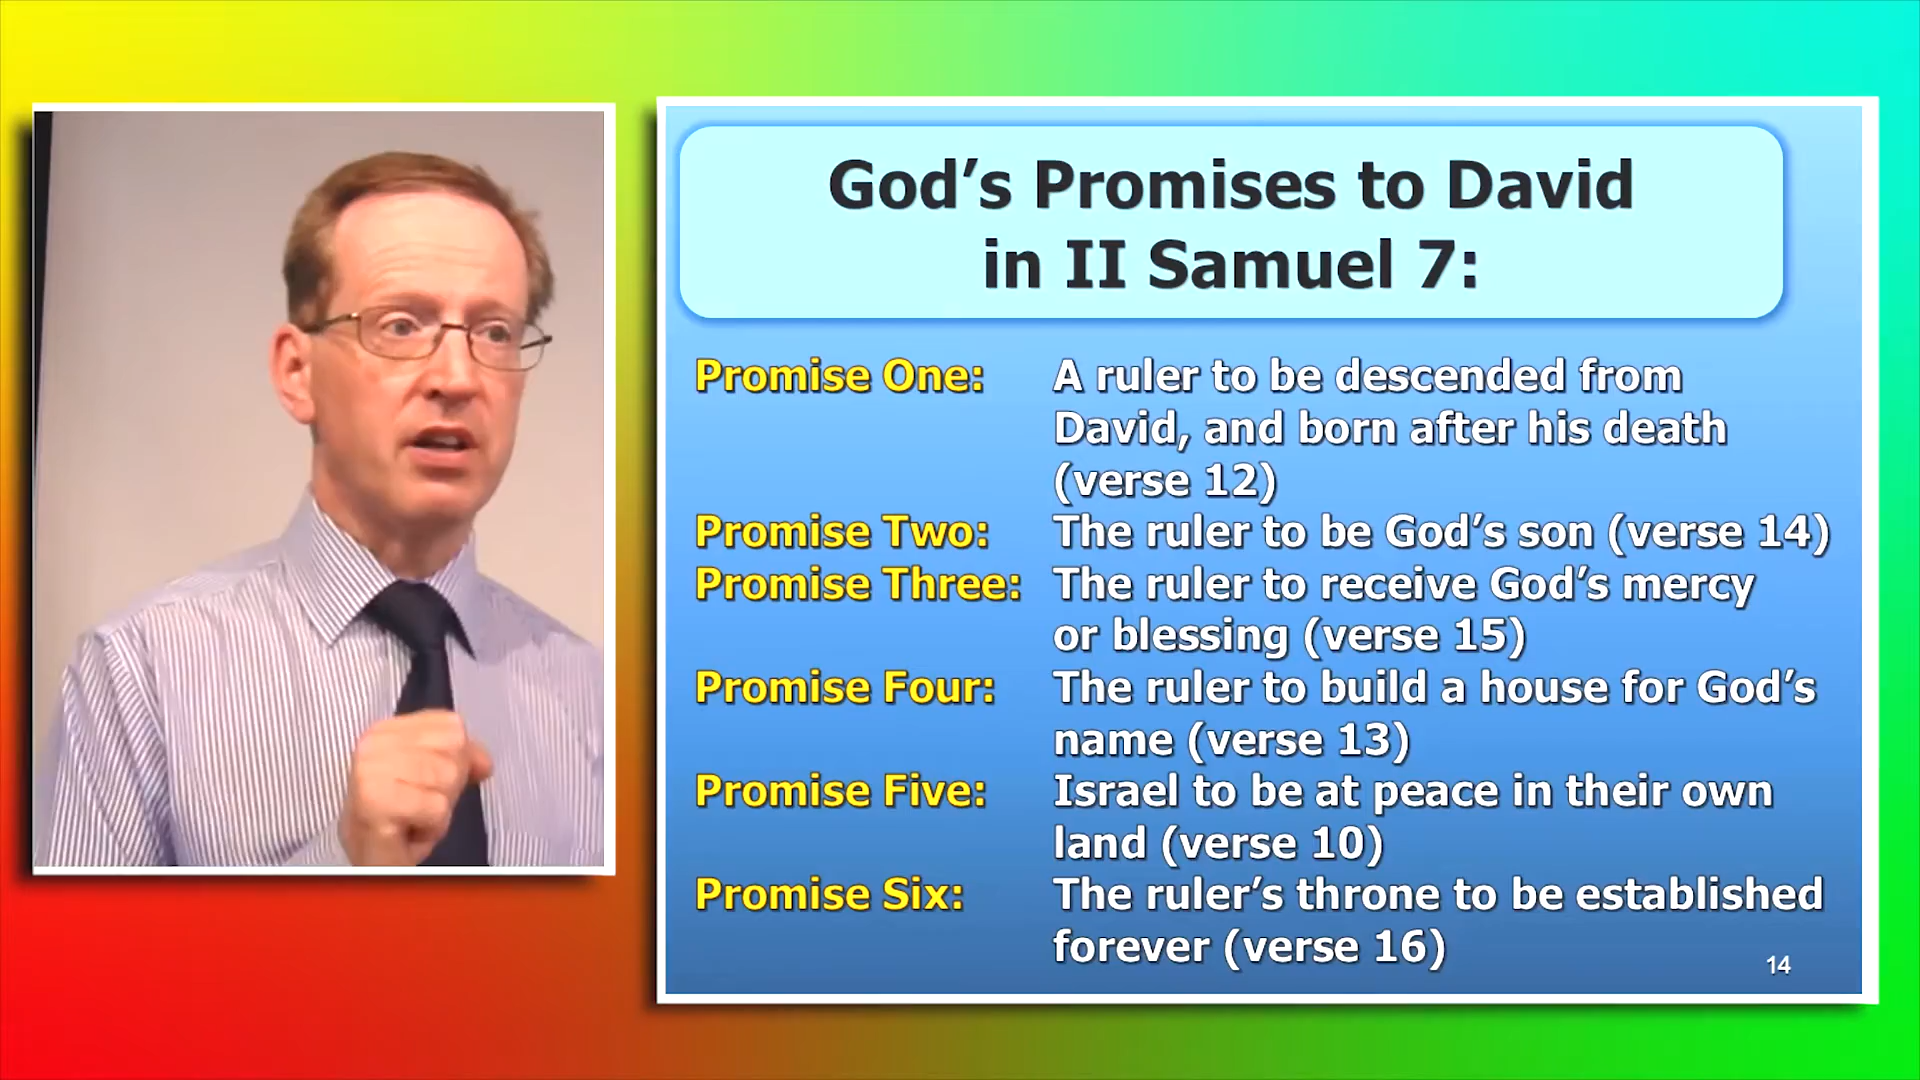 God's Promises to David
in II Samuel 7:
Promise One: A ruler to be descended from
David, and born after his death
(verse 12)
Promise Two: The ruler to be God's son (verse 14)
Promise Three: The ruler to receive God's mercy
or blessing (verse 15)
Promise Four: The ruler to build a house for God's
name (verse 13)
Promise Five: Israel to be at peace in their own
land (verse 10)
Promise Six: The ruler's throne to be established
forever (verse 16)
14